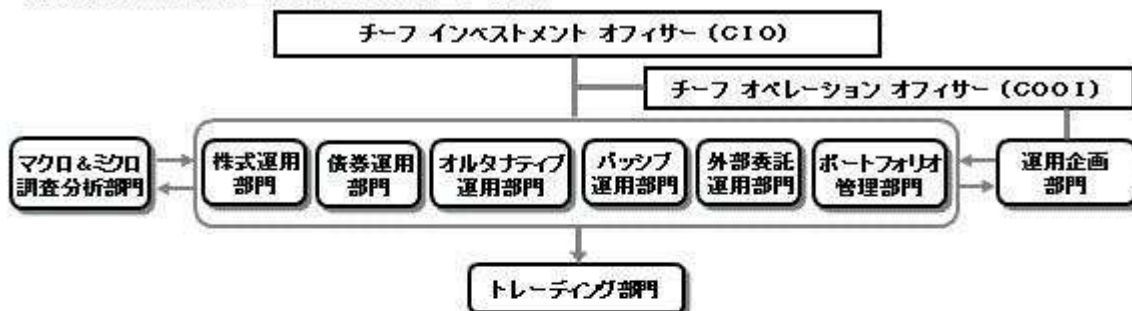 チーフ インベストメント オフィサー (CIO)
チーフ オペレーション オフィサー (COOI)
マクロ&ミクロ
調査分析部門
株式運用
部門
債券運用
部門
オルタナティブ
運用部門
パッシブ
運用部門
外部委託
運用部門
ポートフォリオ
管理部門
運用企画
部門
トレーディング部門